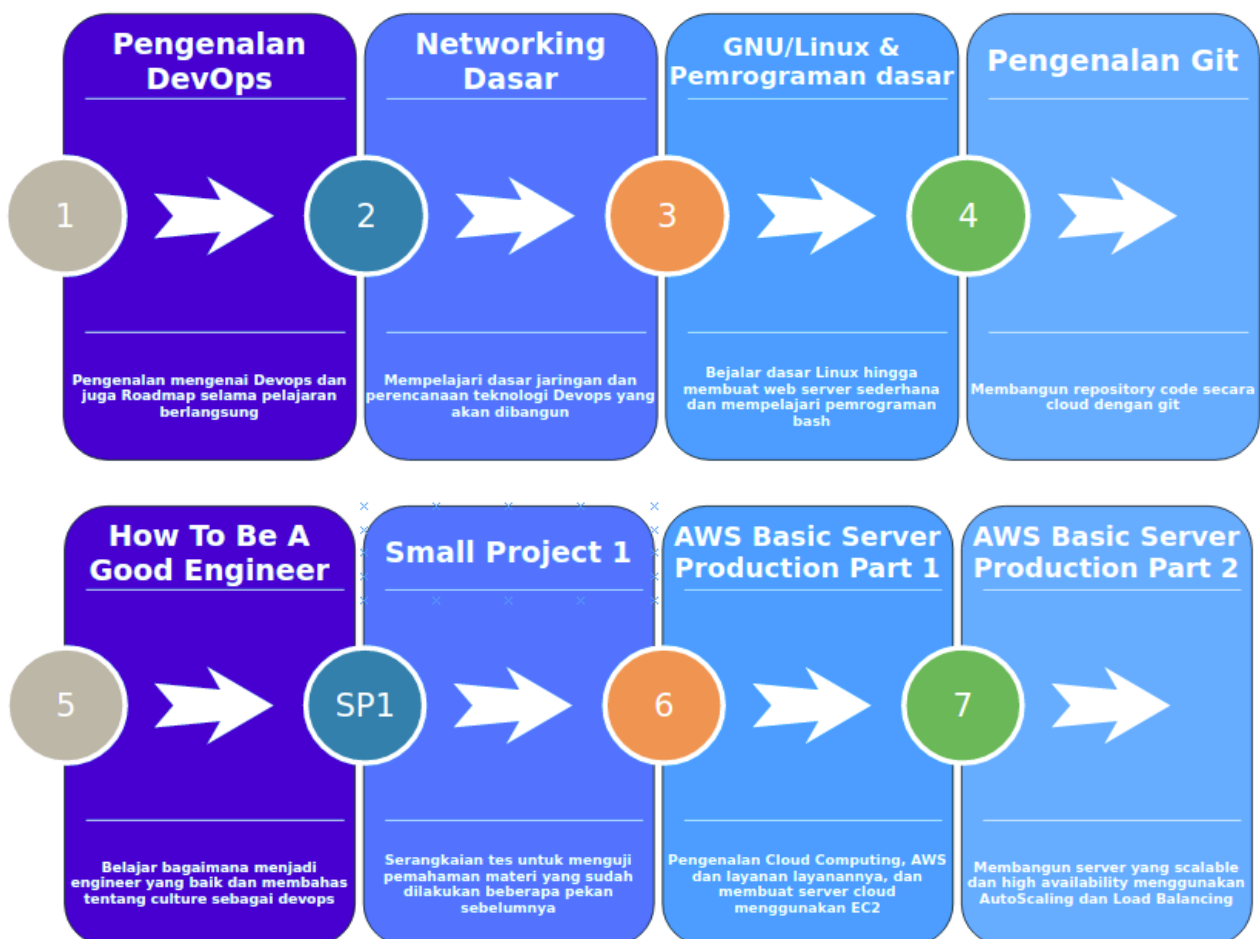 Pengenalan
DevOps
1
Pengenalan mengenai Devops dan
juga Roadmap selama pelajaran
berlangsung
Networking
Dasar
2
Mempelajari dasar jaringan dan
perencanaan teknologi Devops yang
akan dibangun
GNU/Linux &
Pemrograman dasar
3
Bejalar dasar Linux hingga
membuat web server sederhana
dan mempelajari pemrograman
bash
Pengenalan Git
4
Membangun repository code secara
cloud dengan git
How To Be A
Good Engineer
5
Belajar bagaimana menjadi
engineer yang baik dan membahas
tentang culture sebagai devops
Small Project 1
SP1
Serangkaian tes untuk menguji
pemahaman materi yang sudah
dilakukan beberapa pekan
sebelumnya
AWS Basic Server
Production Part 1
6
Pengenalan Cloud Computing, AWS
dan layanan layanannya, dan
membuat server cloud
menggunakan EC2
AWS Basic Server
Production Part 2
7
Membangun server yang scalable
dan high availability menggunakan
AutoScaling dan Load Balancing